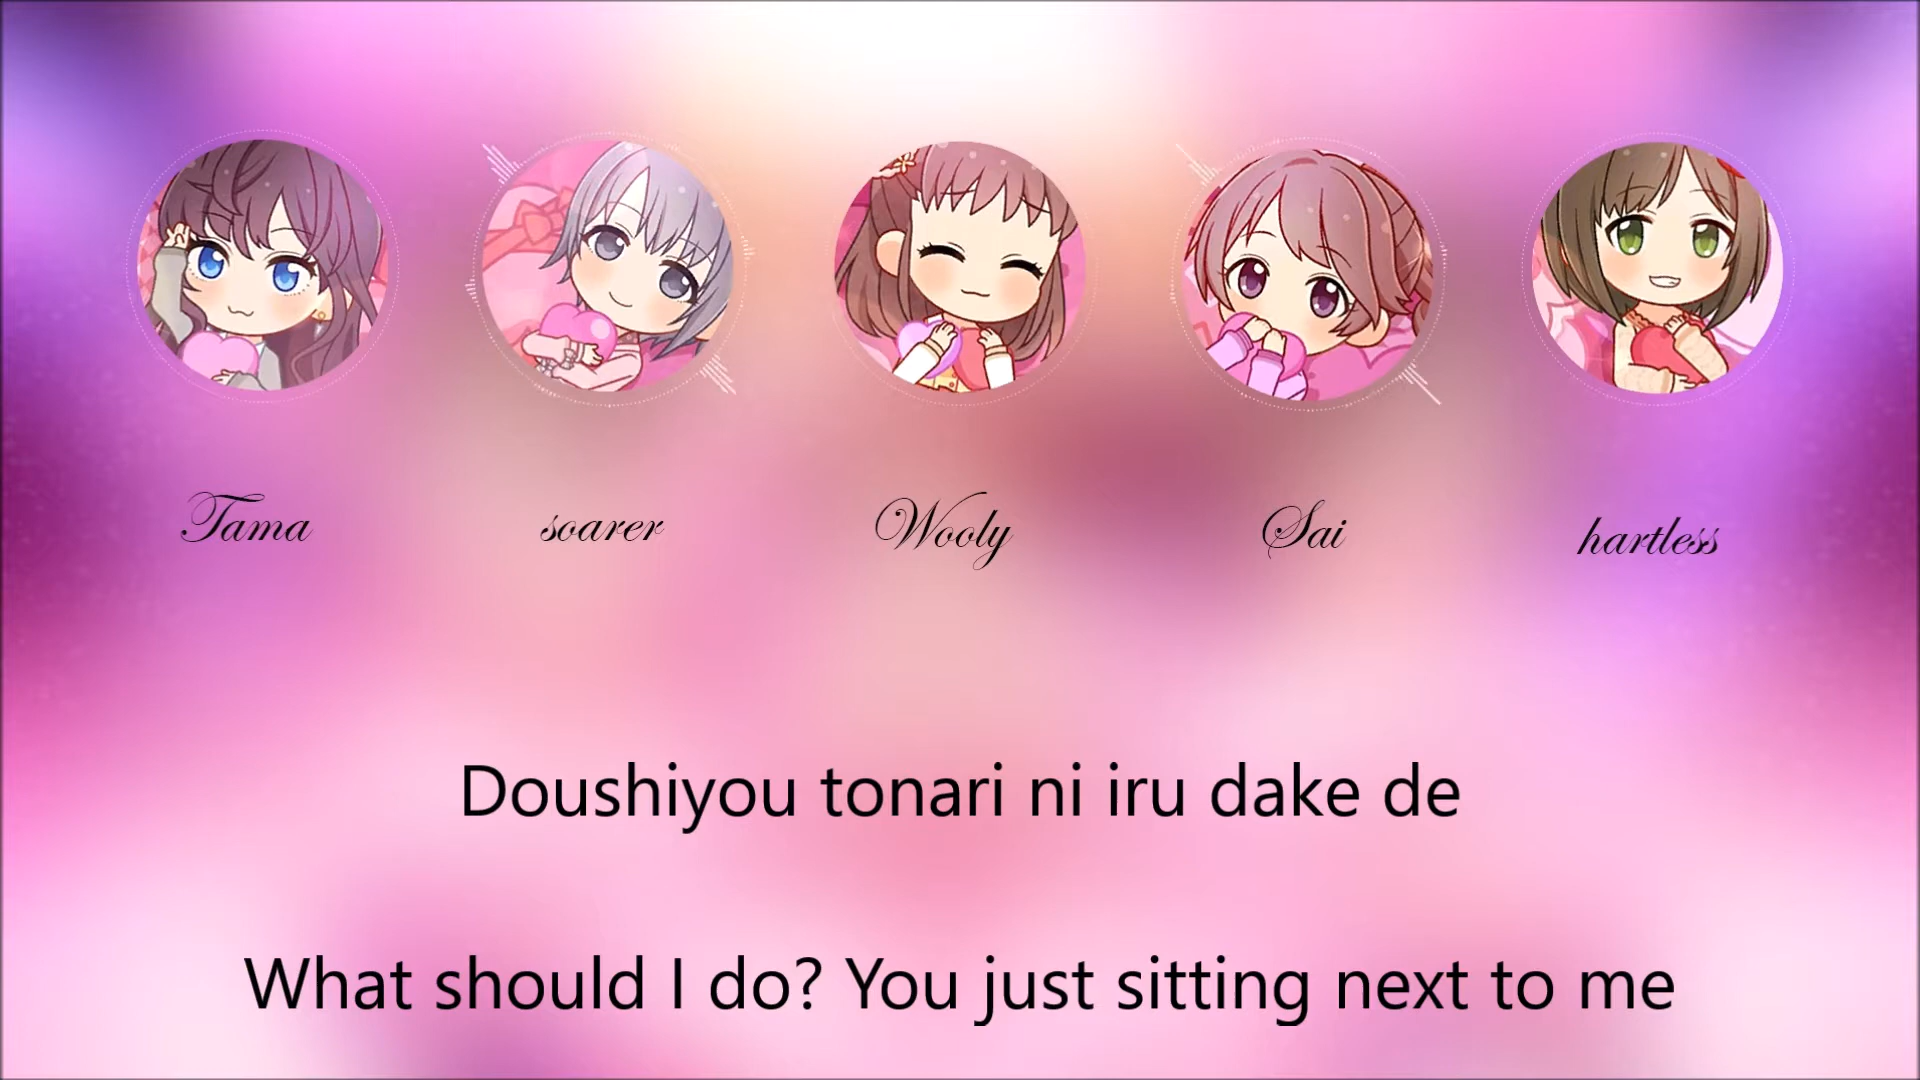 Tama soarer Wooly Sai hartless
Doushiyou tonari ni iru dake de
What should I do? You just sitting next to me